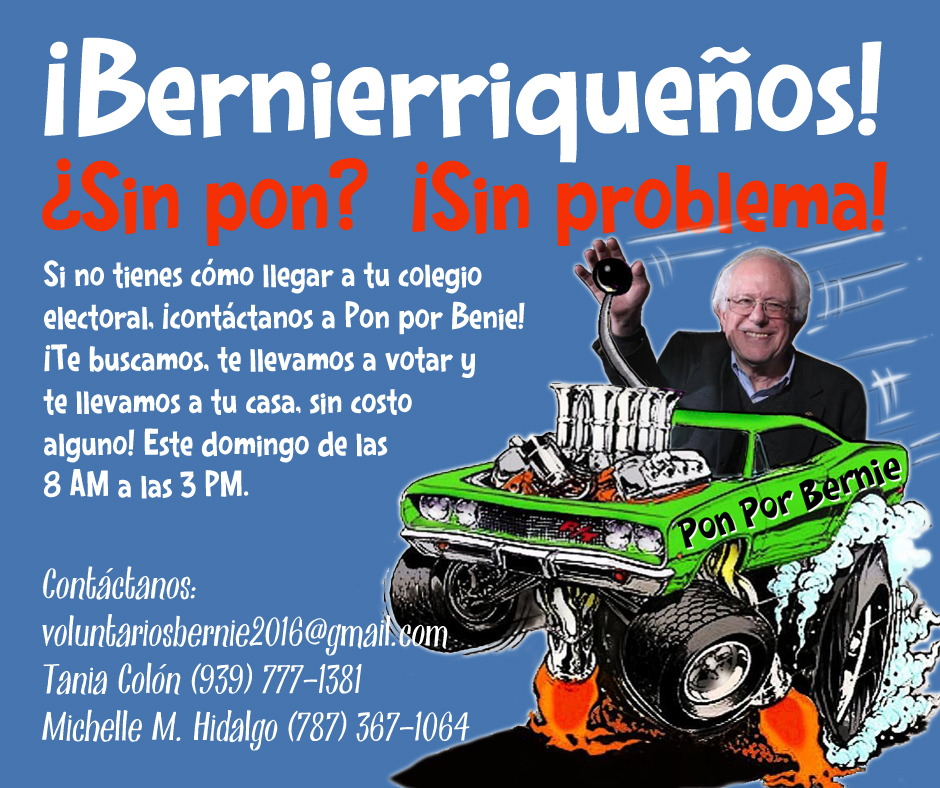 ¡Bernierriqueños!
¿Sin pon? ¡Sin problema!
Si no tienes cómo llegar a tu colegio
electoral, ¡contáctanos a Pon por Benie!
¡Te buscamos, te llevamos a votar y
te llevamos a tu casa, sin costo
alguno! Este domingo de las
8 AM a las 3 PM.
Pon Por Bernie
R/T
Contáctanos:
voluntariosbernie2016@gmail.com
Tania Colón (939) 777-1381
Michelle M. Hidalgo (787) 367-1064